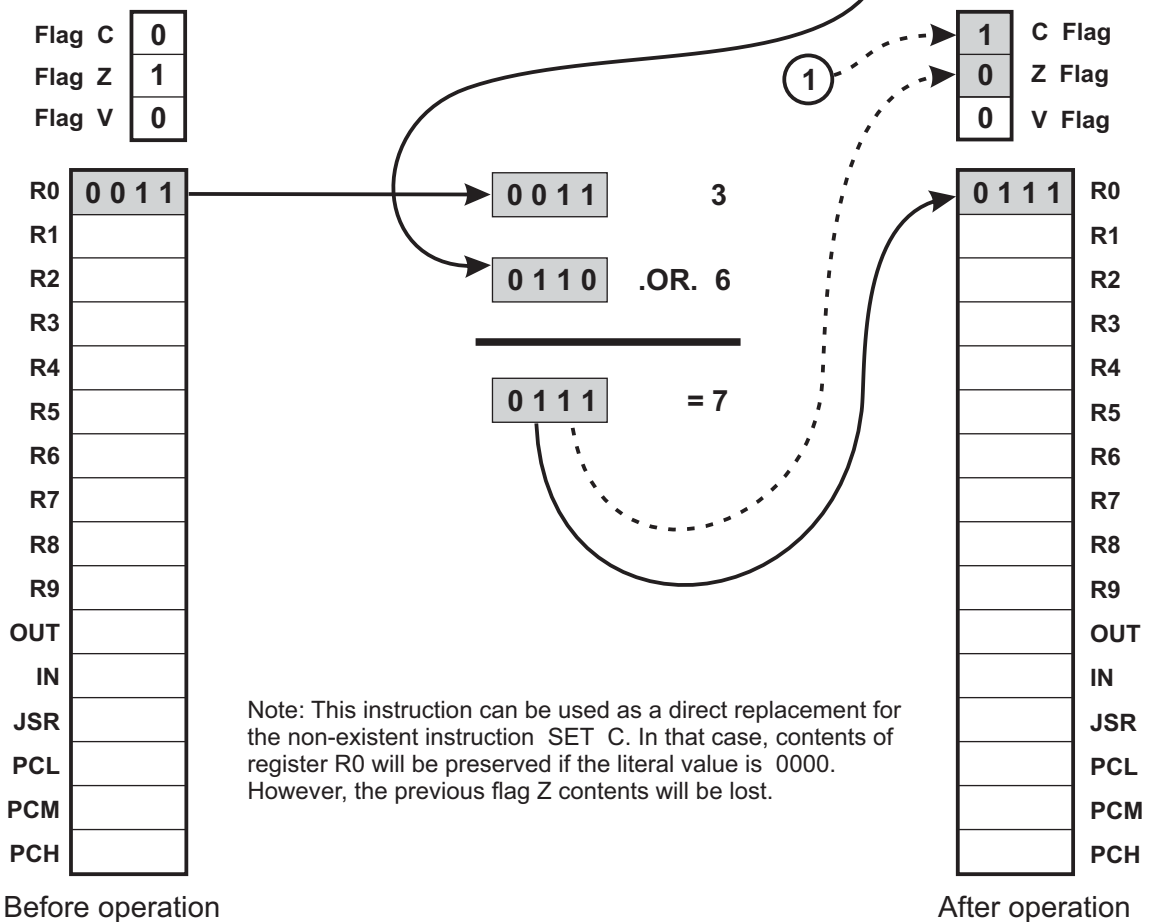 Flag C 0
Flag Z 1
Flag V 0
1
1 C Flag
0 Z Flag
0 V Flag
R0 0 0 1 1
R1
R2
R3
R4
R5
R6
R7
R8
R9
OUT
IN
JSR
PCL
PCM
PCH
Before operation
0 0 1 1 3
0 1 1 0 .OR. 6
0 1 1 1 = 7
Note: This instruction can be used as a direct replacement for
the non-existent instruction SET C. In that case, contents of
register R0 will be preserved if the literal value is 0000.
However, the previous flag Z contents will be lost.
0 1 1 1 R0
R1
R2
R3
R4
R5
R6
R7
R8
R9
OUT
IN
JSR
PCL
PCM
PCH
After operation